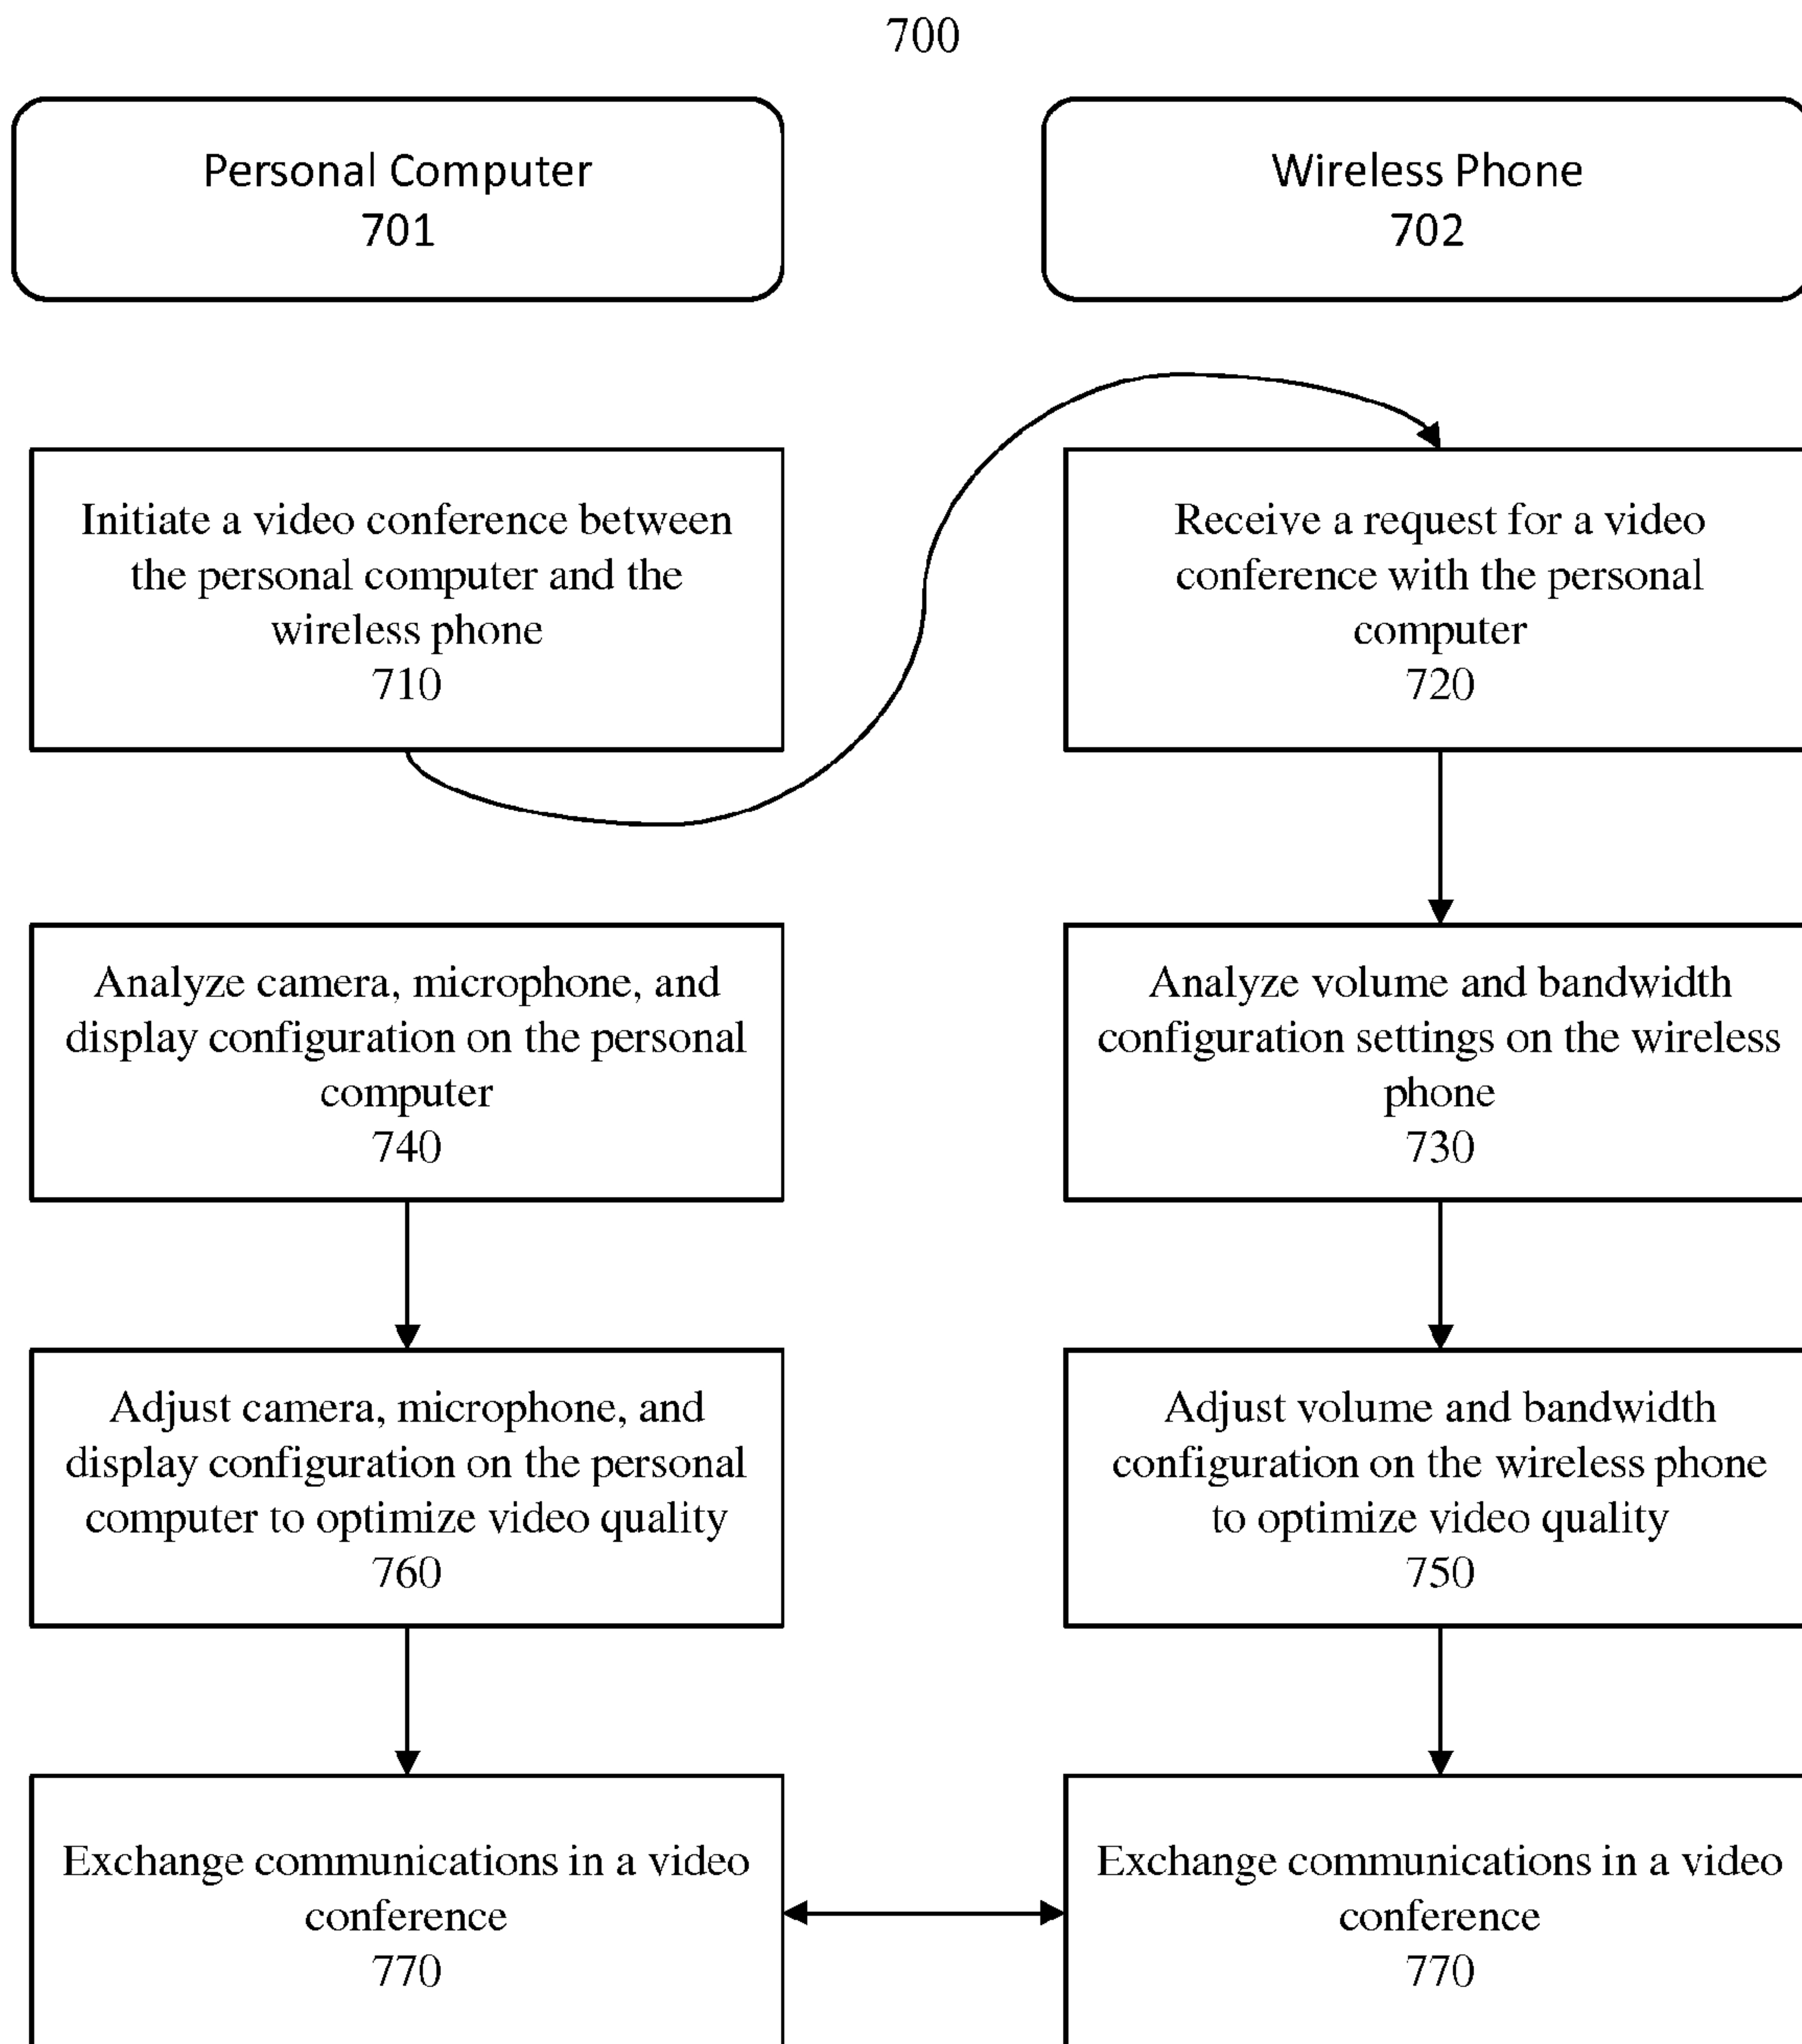 700
Personal Computer
701
Wireless Phone
702
Initiate a video conference between
the personal computer and the
wireless phone
710
Receive a request for a video
conference with the personal
computer
720
Analyze camera, microphone, and
display configuration on the personal
computer
740
Analyze volume and bandwidth
configuration settings on the wireless
phone
730
Adjust camera, microphone, and
display configuration on the personal
computer to optimize video quality
760
Adjust volume and bandwidth
configuration on the wireless phone
to optimize video quality
750
Exchange communications in a video
conference
770
Exchange communications in a video
conference
770